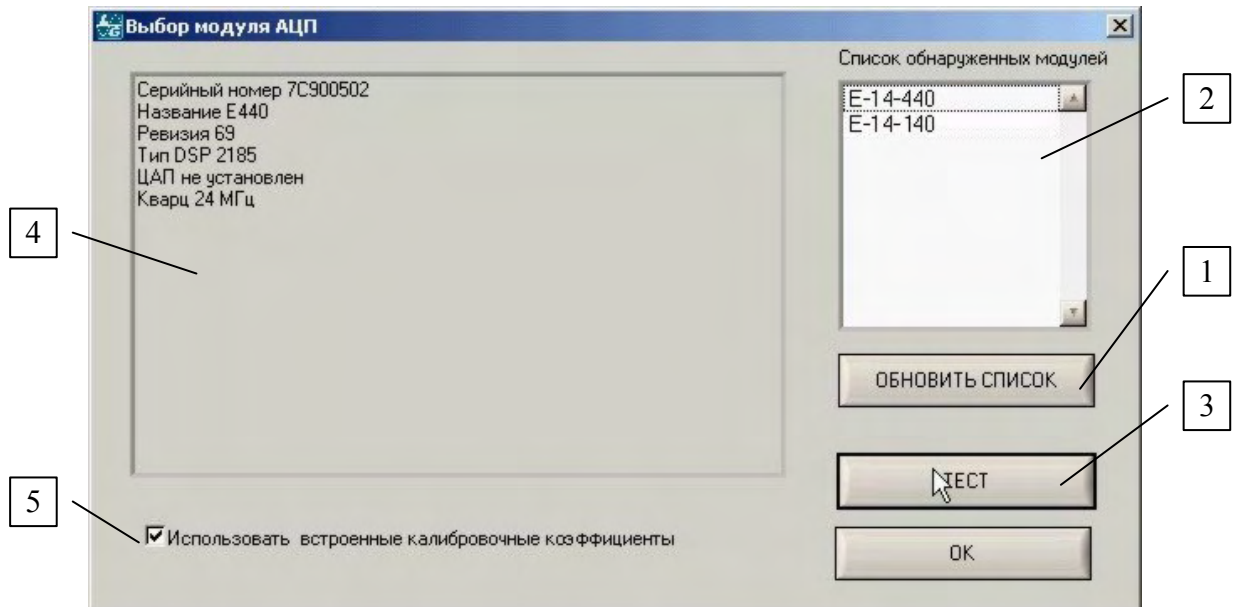 Выбор модуля АЦП
Список обнаруженных модулей
Серийный номер 7C900502
Название E440
Ревизия 69
Тип DSP 2185
ЦАП не установлен
Кварц 24 МГц
E-14-440
E-14-140
2
4
1
ОБНОВИТЬ СПИСОК
3
ТЕСТ
5
Использовать встроенные калибровочные коэффициенты
OK